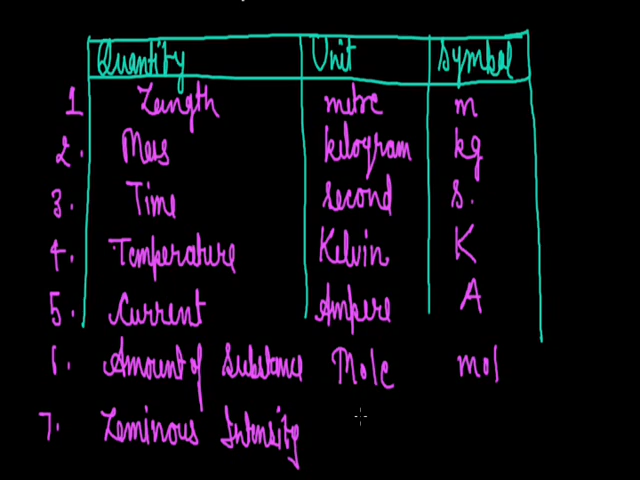 Quantity Unit Symbol
1 Length metre m
2. Mass kilogram kg
3. Time second s.
4. Temperature Kelvin K
5. Current Ampere A
6. Amount of Substance Mole mol
7. Luminous Intensity